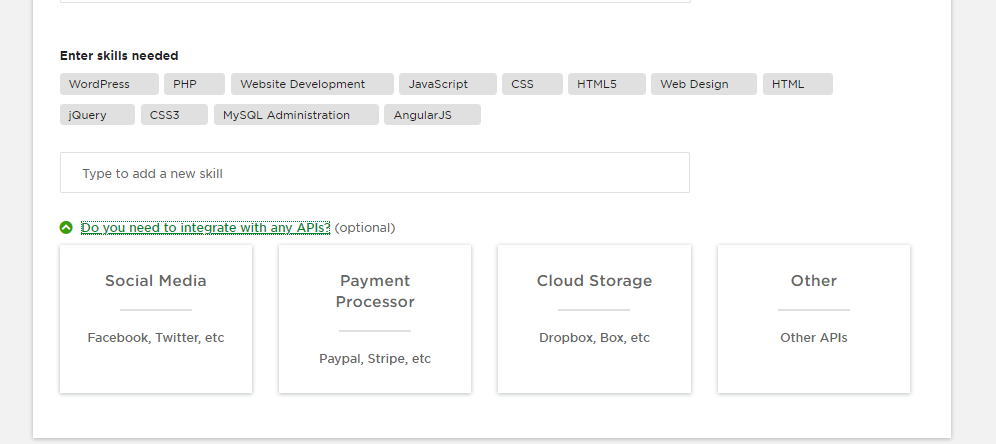 Enter skills needed
WordPress PHP Website Development JavaScript CSS HTML5 Web Design HTML
jQuery CSS3 MySQL Administration AngularJS
Type to add a new skill
Do you need to integrate with any APIs? (optional)
Social Media
Facebook, Twitter, etc
Payment
Processor
Paypal, Stripe, etc
Cloud Storage
Dropbox, Box, etc
Other
Other APIs